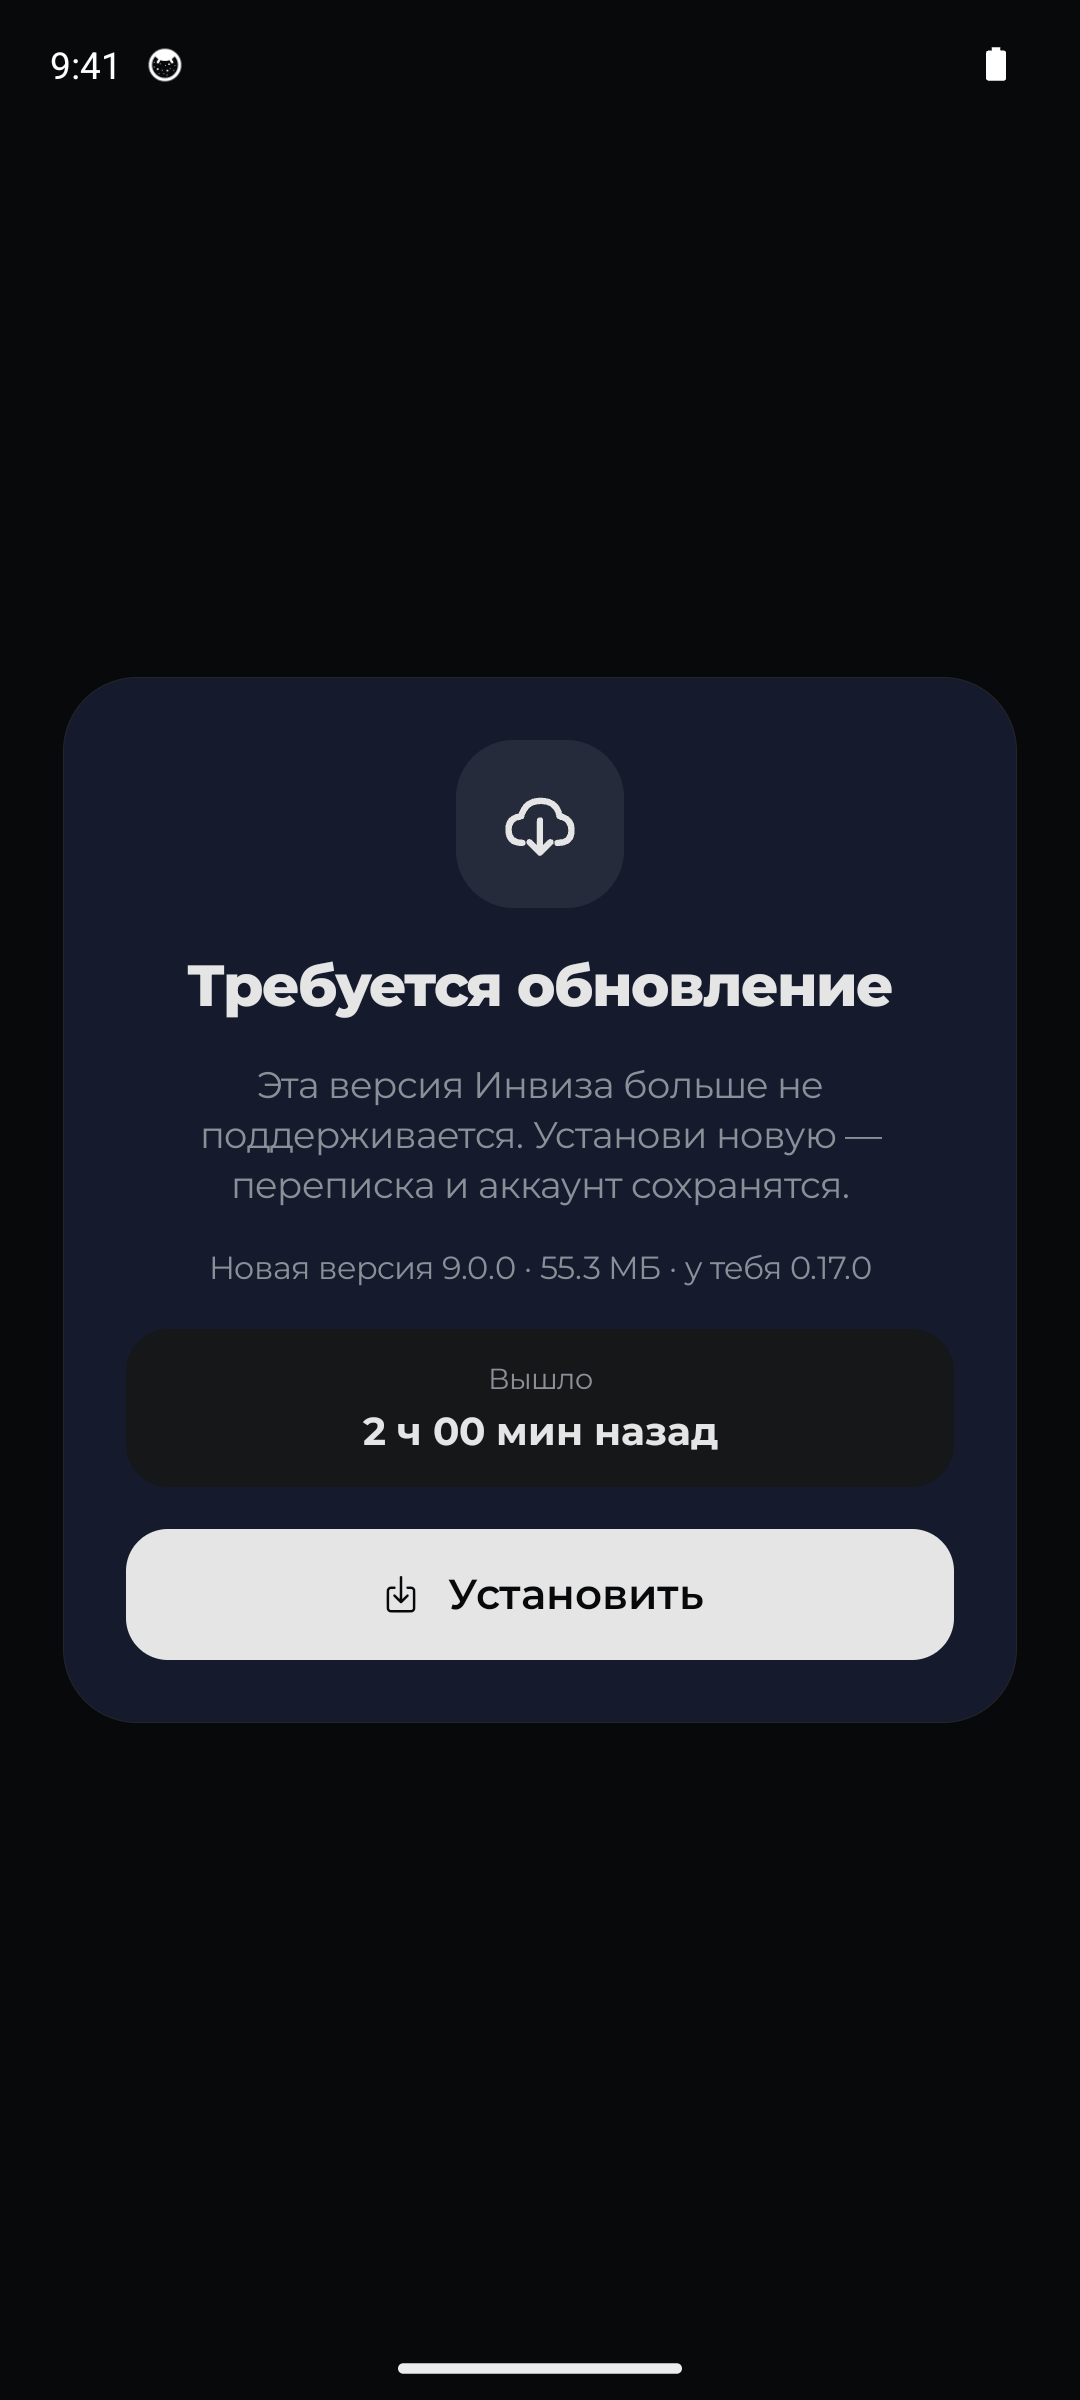 9:41
Требуется обновление
Эта версия Инвиза больше не
поддерживается. Установи новую —
переписка и аккаунт сохранятся.
Новая версия 9.0.0 · 55.3 МБ · у тебя 0.17.0
Вышло
2 ч 00 мин назад
Установить